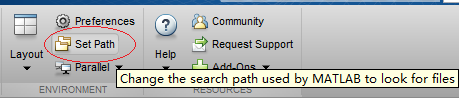 Preferences
Community
Set Path
Request Support
Layout
Help
Parallel
Add-Ons
Change the search path used by MATLAB to look for files
ENVIRONMENT
RESOURCES